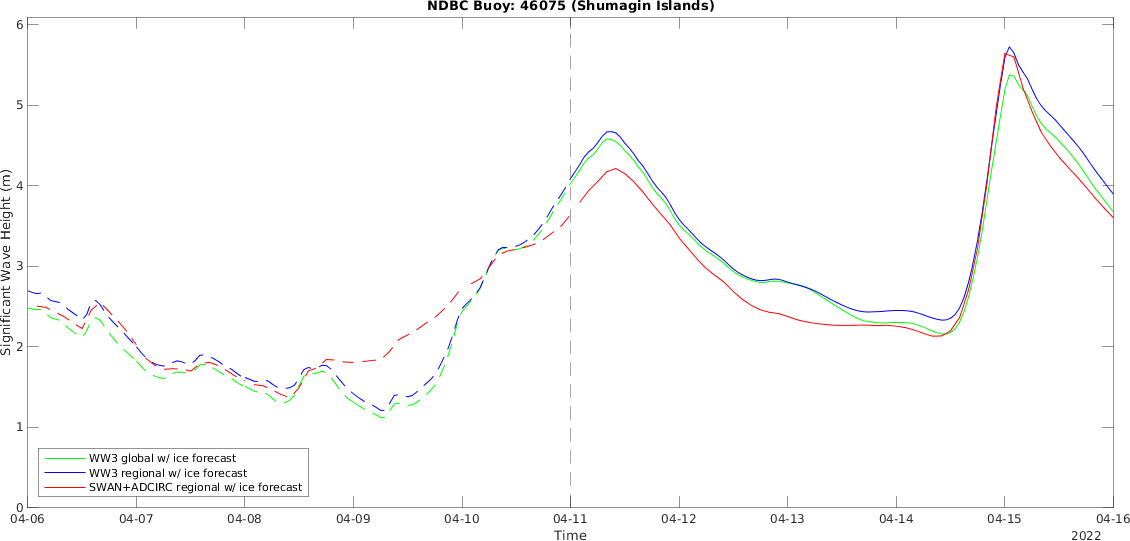 NDBC Buoy: 46075 (Shumagin Islands)
Significant Wave Height (m)
6
5
4
3
2
1
0
WW3 global w/ ice forecast
WW3 regional w/ ice forecast
SWAN+ADCIRC regional w/ ice forecast
04-06 04-07 04-08 04-09 04-10 04-11 04-12 04-13 04-14 04-15 04-16
Time
2022